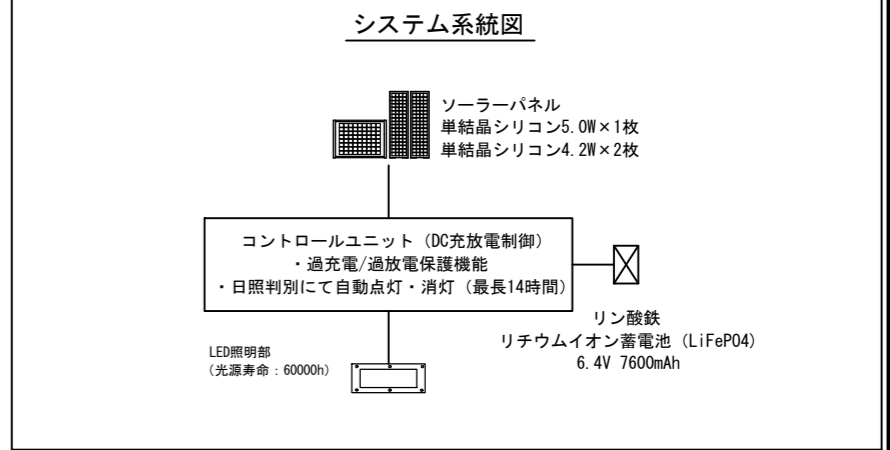 システム系統図
ソーラーパネル
単結晶シリコン5.0W×1枚
単結晶シリコン4.2W×2枚
コントロールユニット（DC充放電制御）
・過充電/過放電保護機能
・日照判別にて自動点灯・消灯（最長14時間）
リン酸鉄
リチウムイオン蓄電池（LiFePO4）
6.4V 7600mAh
LED照明部
（光源寿命：60000h）